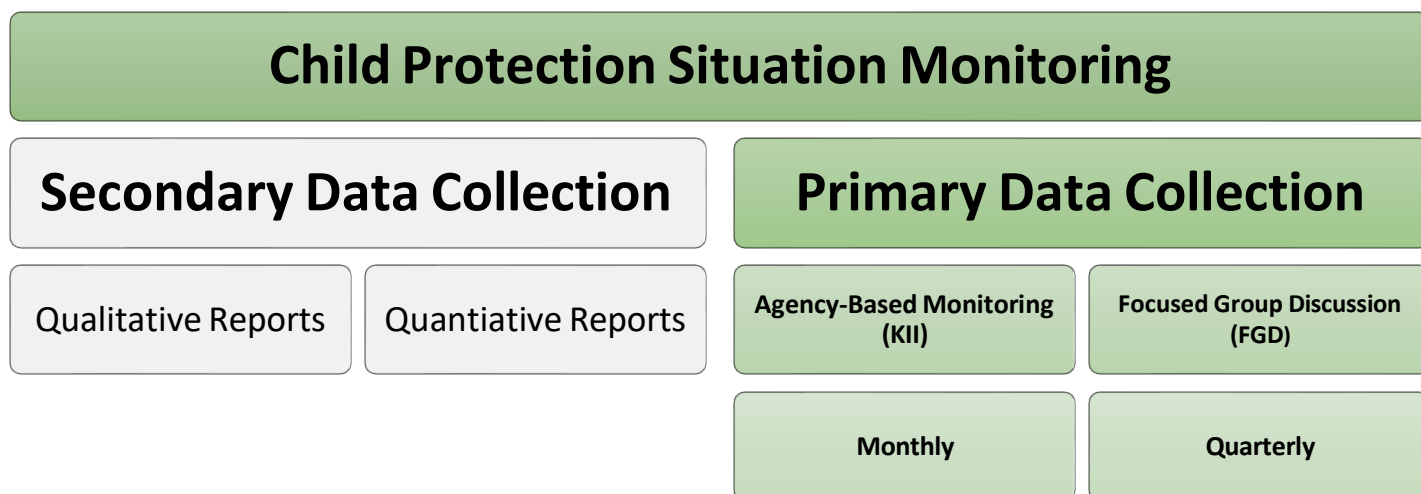 Child Protection Situation Monitoring
Secondary Data Collection
Primary Data Collection
Qualitative Reports
Quantiative Reports
Agency-Based Monitoring
(KII)
Focused Group Discussion
(FGD)
Monthly
Quarterly